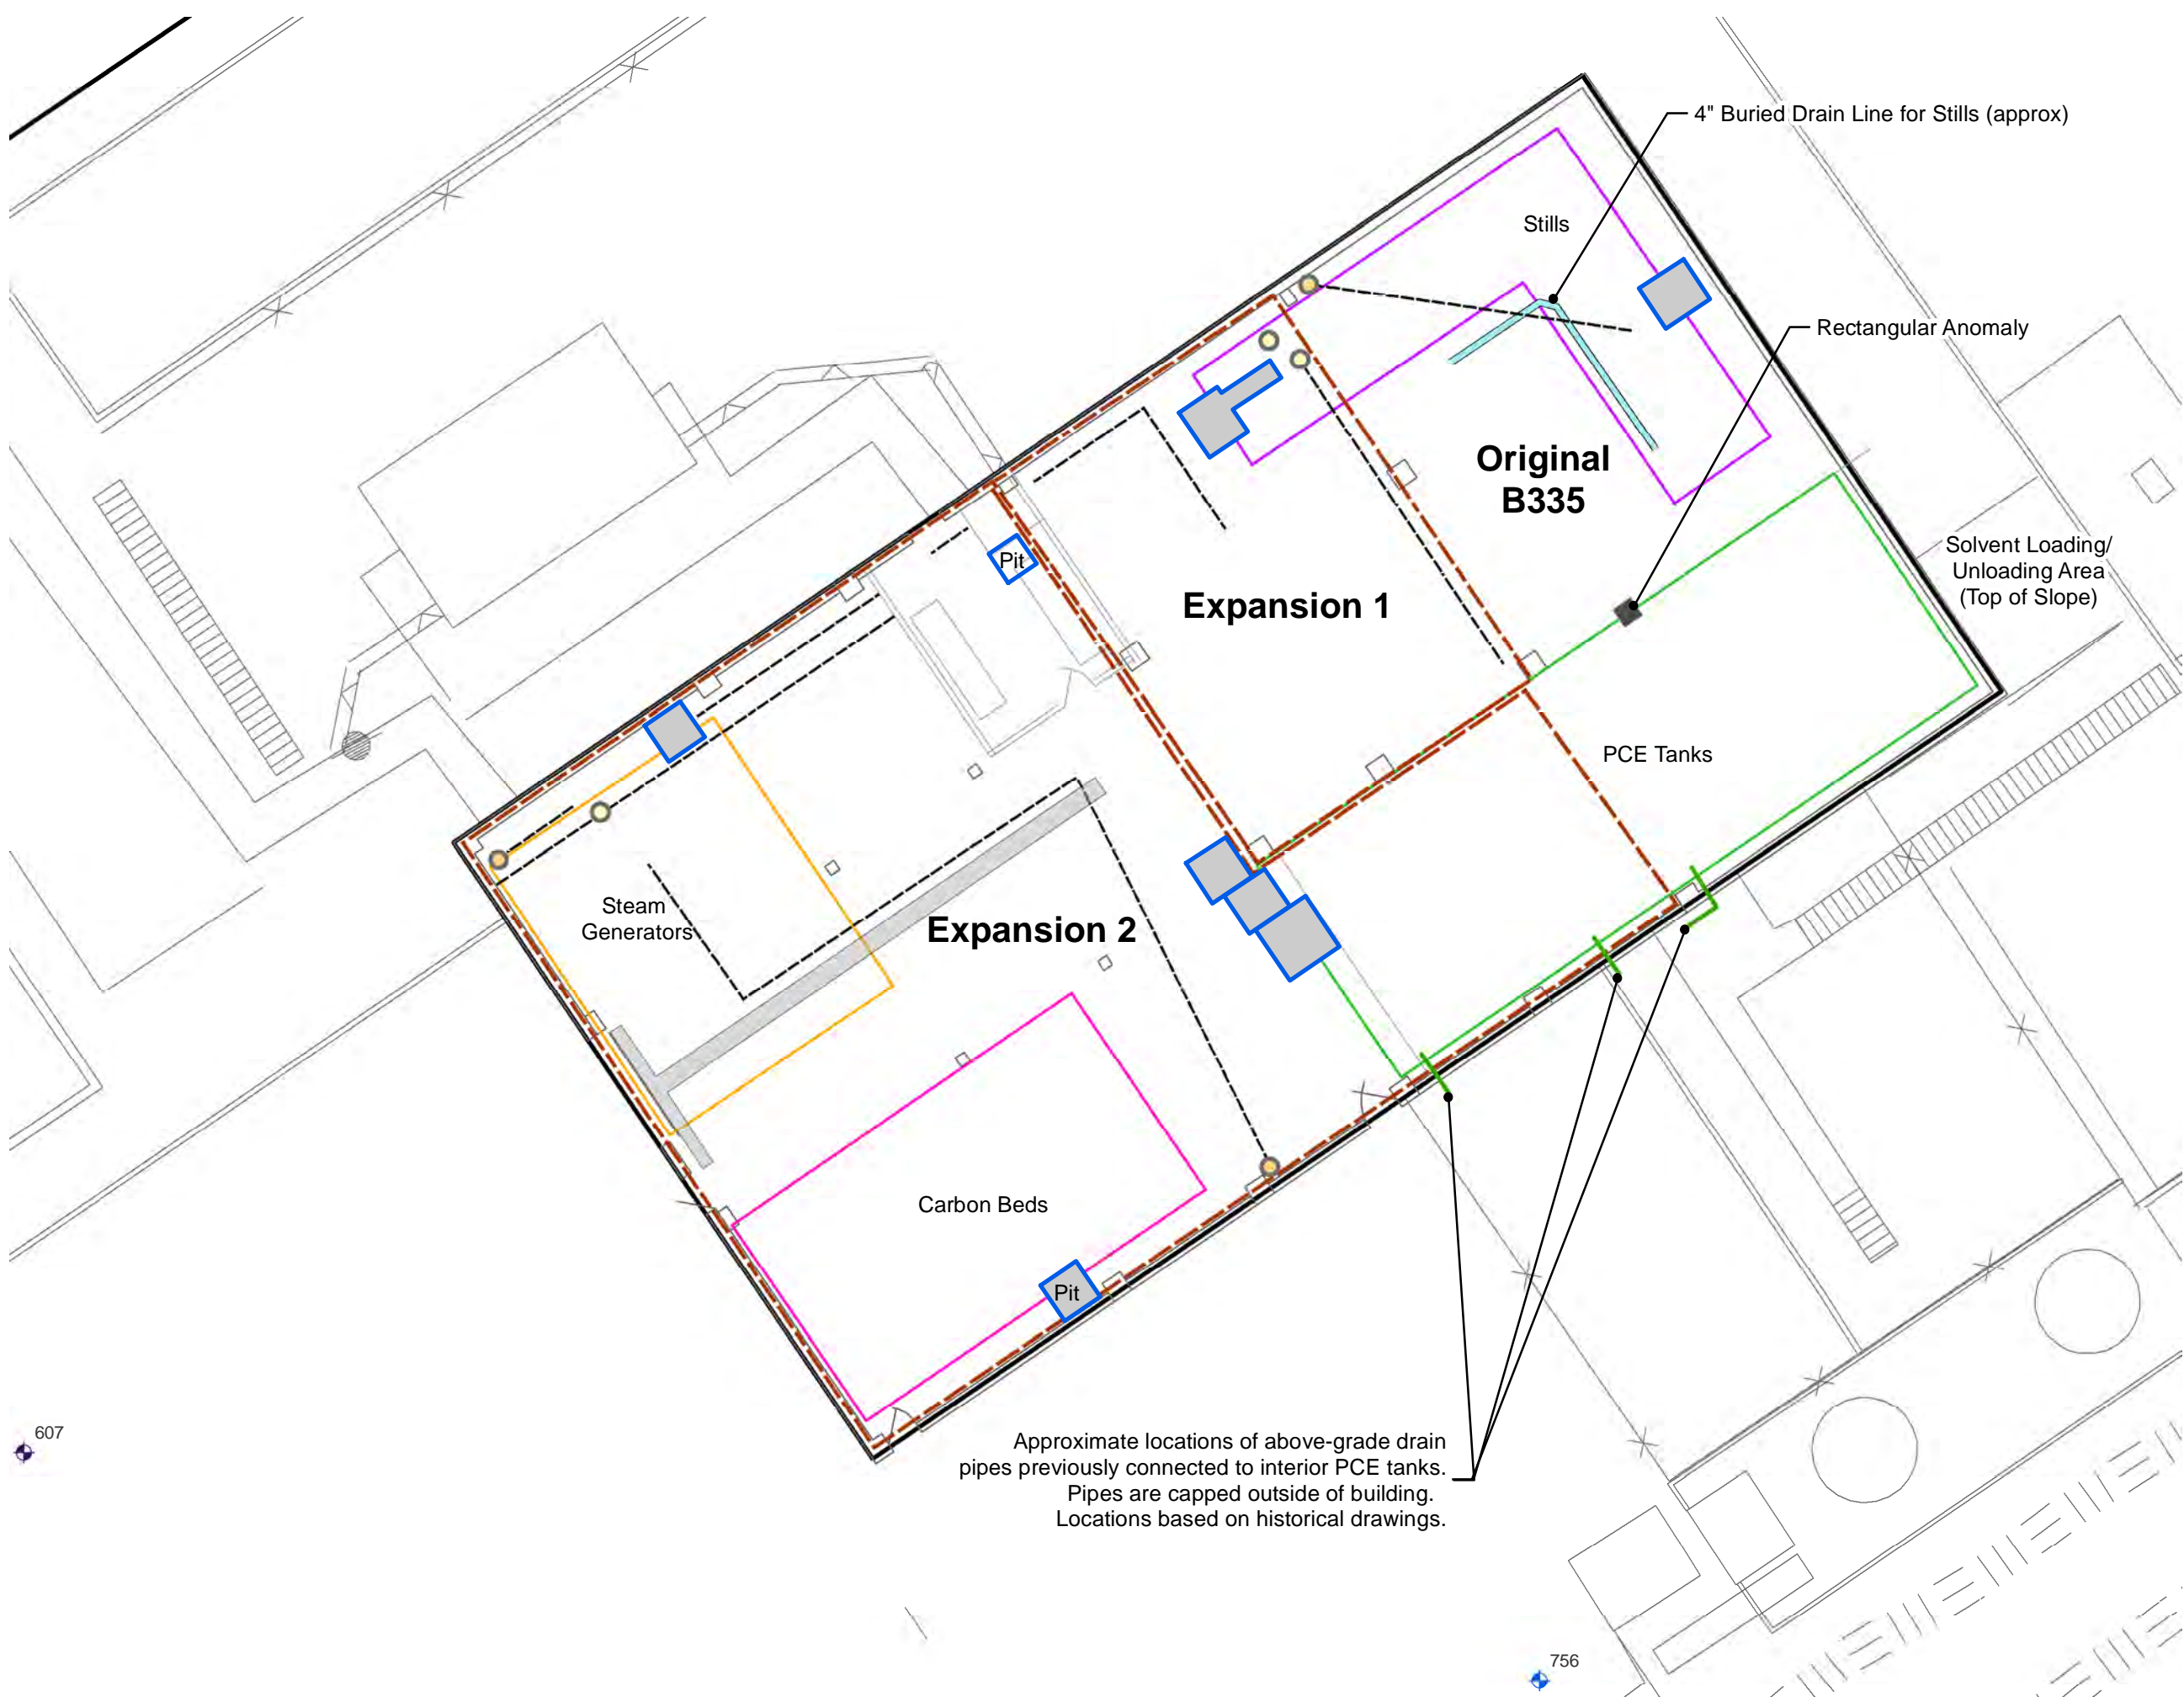 4" Buried Drain Line for Stills (approx)
Stills
Rectangular Anomaly
Original
B335
Solvent Loading/
Unloading Area
(Top of Slope)
Pit
Expansion 1
PCE Tanks
Steam
Generators
Expansion 2
Carbon Beds
Pit
607
Approximate locations of above-grade drain
pipes previously connected to interior PCE tanks.
Pipes are capped outside of building.
Locations based on historical drawings.
756